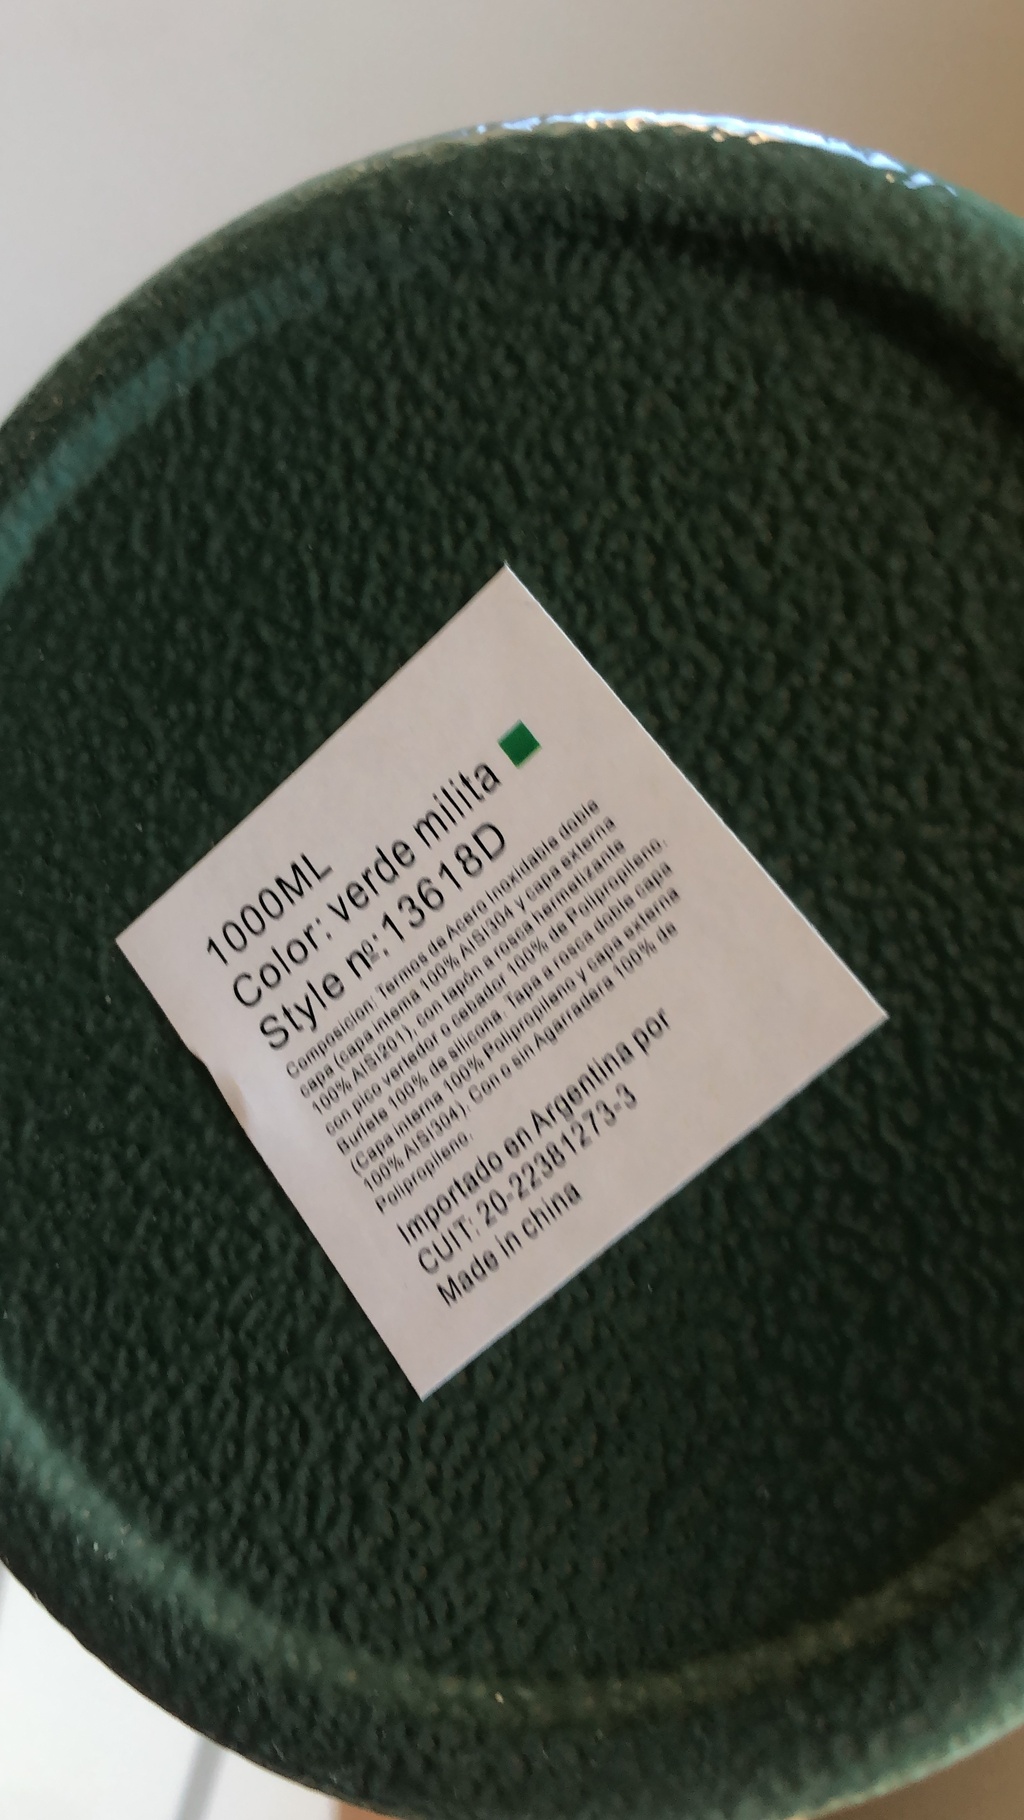 1000ML
Color: verde milita
Style nº:13618D
Composicion: Termos de Acero Inoxidable doble
capa (capa interna 100% AISI304 y capa externa
100% AISI201), con tapón a rosca hermetizante
con pico vertedor o cebador 100% de Polipropileno.
Burlete 100% de silicona. Tapa a rosca doble capa
(Capa interna 100% Polipropileno y capa externa
100% AISI304). Con o sin Agarradera 100% de
Polipropileno.
Importado en Argentina por
CUIT: 20-22381273-3
Made in china